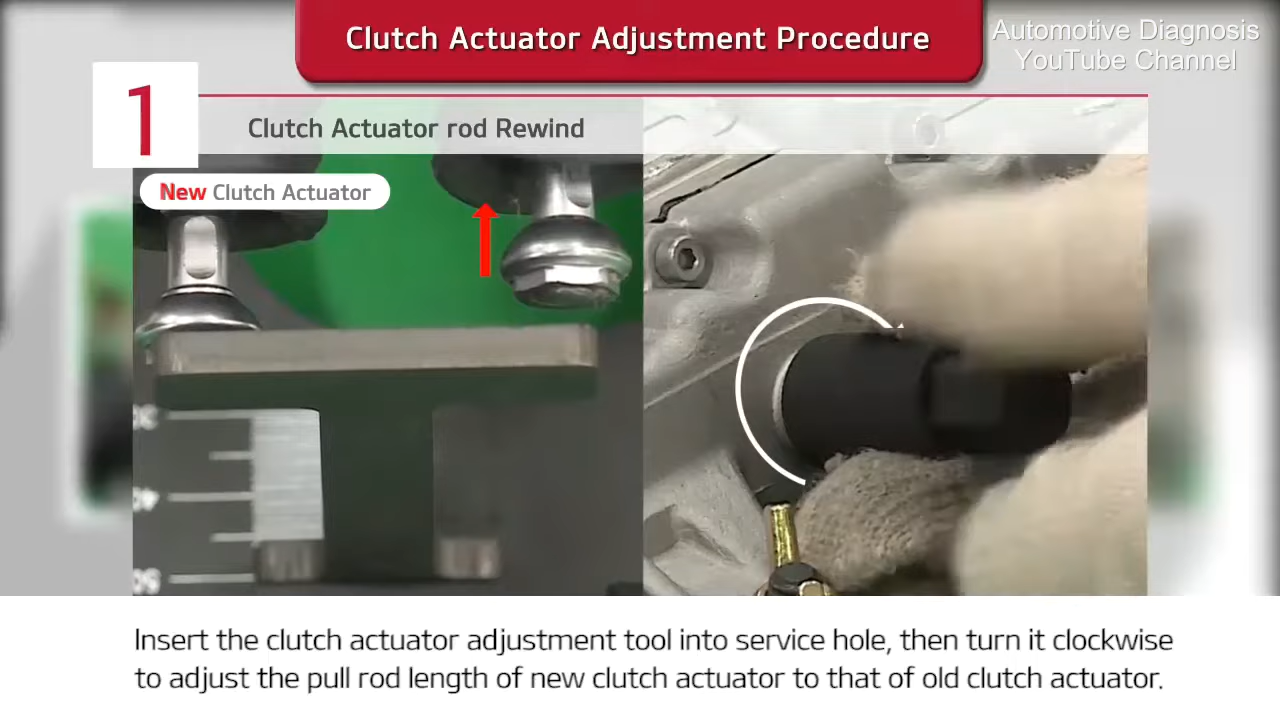 Clutch Actuator Adjustment Procedure
Automotive Diagnosis
YouTube Channel
1
Clutch Actuator rod Rewind
New Clutch Actuator
Insert the clutch actuator adjustment tool into service hole, then turn it clockwise
to adjust the pull rod length of new clutch actuator to that of old clutch actuator.